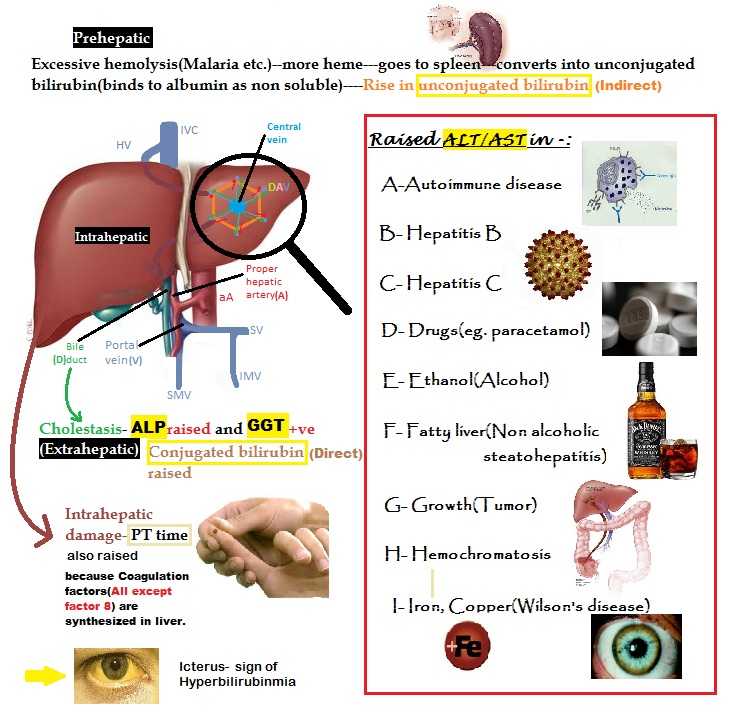 Prehepatic
Excessive hemolysis(Malaria etc.)--more heme---goes to spleen---converts into unconjugated
bilirubin(binds to albumin as non soluble)----Rise in unconjugated bilirubin (Indirect)
IVC
HV
Central
vein
DAV
Intrahepatic
Proper
hepatic
artery(A)
aA
Bile
(D)duct
Portal
vein(V)
SV
IMV
SMV
Cholestasis- ALP raised and GGT +ve
(Extrahepatic) Conjugated bilirubin (Direct)
raised
Intrahepatic
damage- PT time
also raised
because Coagulation
factors(All except
factor 8) are
synthesized in liver.
Icterus- sign of
Hyperbilirubinmia
Raised ALT/AST in -:
A-Autoimmune disease
B- Hepatitis B
C- Hepatitis C
D- Drugs(eg. paracetamol)
E- Ethanol(Alcohol)
F- Fatty liver(Non alcoholic
steatohepatitis)
G- Growth(Tumor)
H- Hemochromatosis
I- Iron, Copper(Wilson's disease)
+Fe